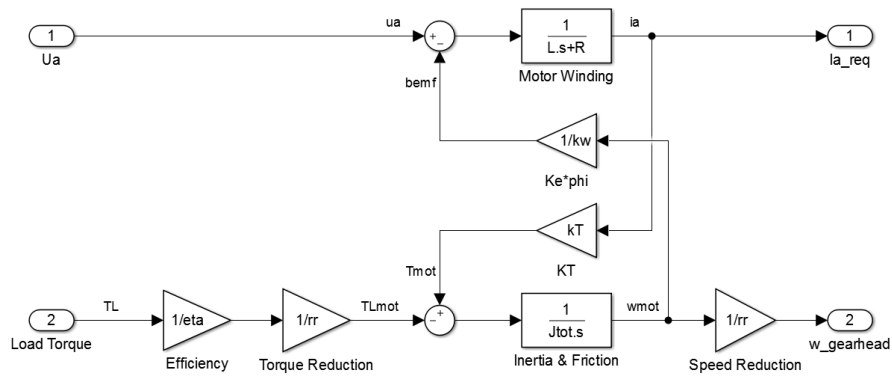 ua
ia
1
+
−
1
L.s+R
1
Ua
Motor Winding
Ia_req
bemf
1/kw
Ke*phi
kT
Tmot
KT
TL
TLmot
+
wmot
2
1/eta
1/rr
−
1
Jtot.s
1/rr
2
Load Torque
Efficiency
Torque Reduction
Inertia & Friction
Speed Reduction
w_gearhead